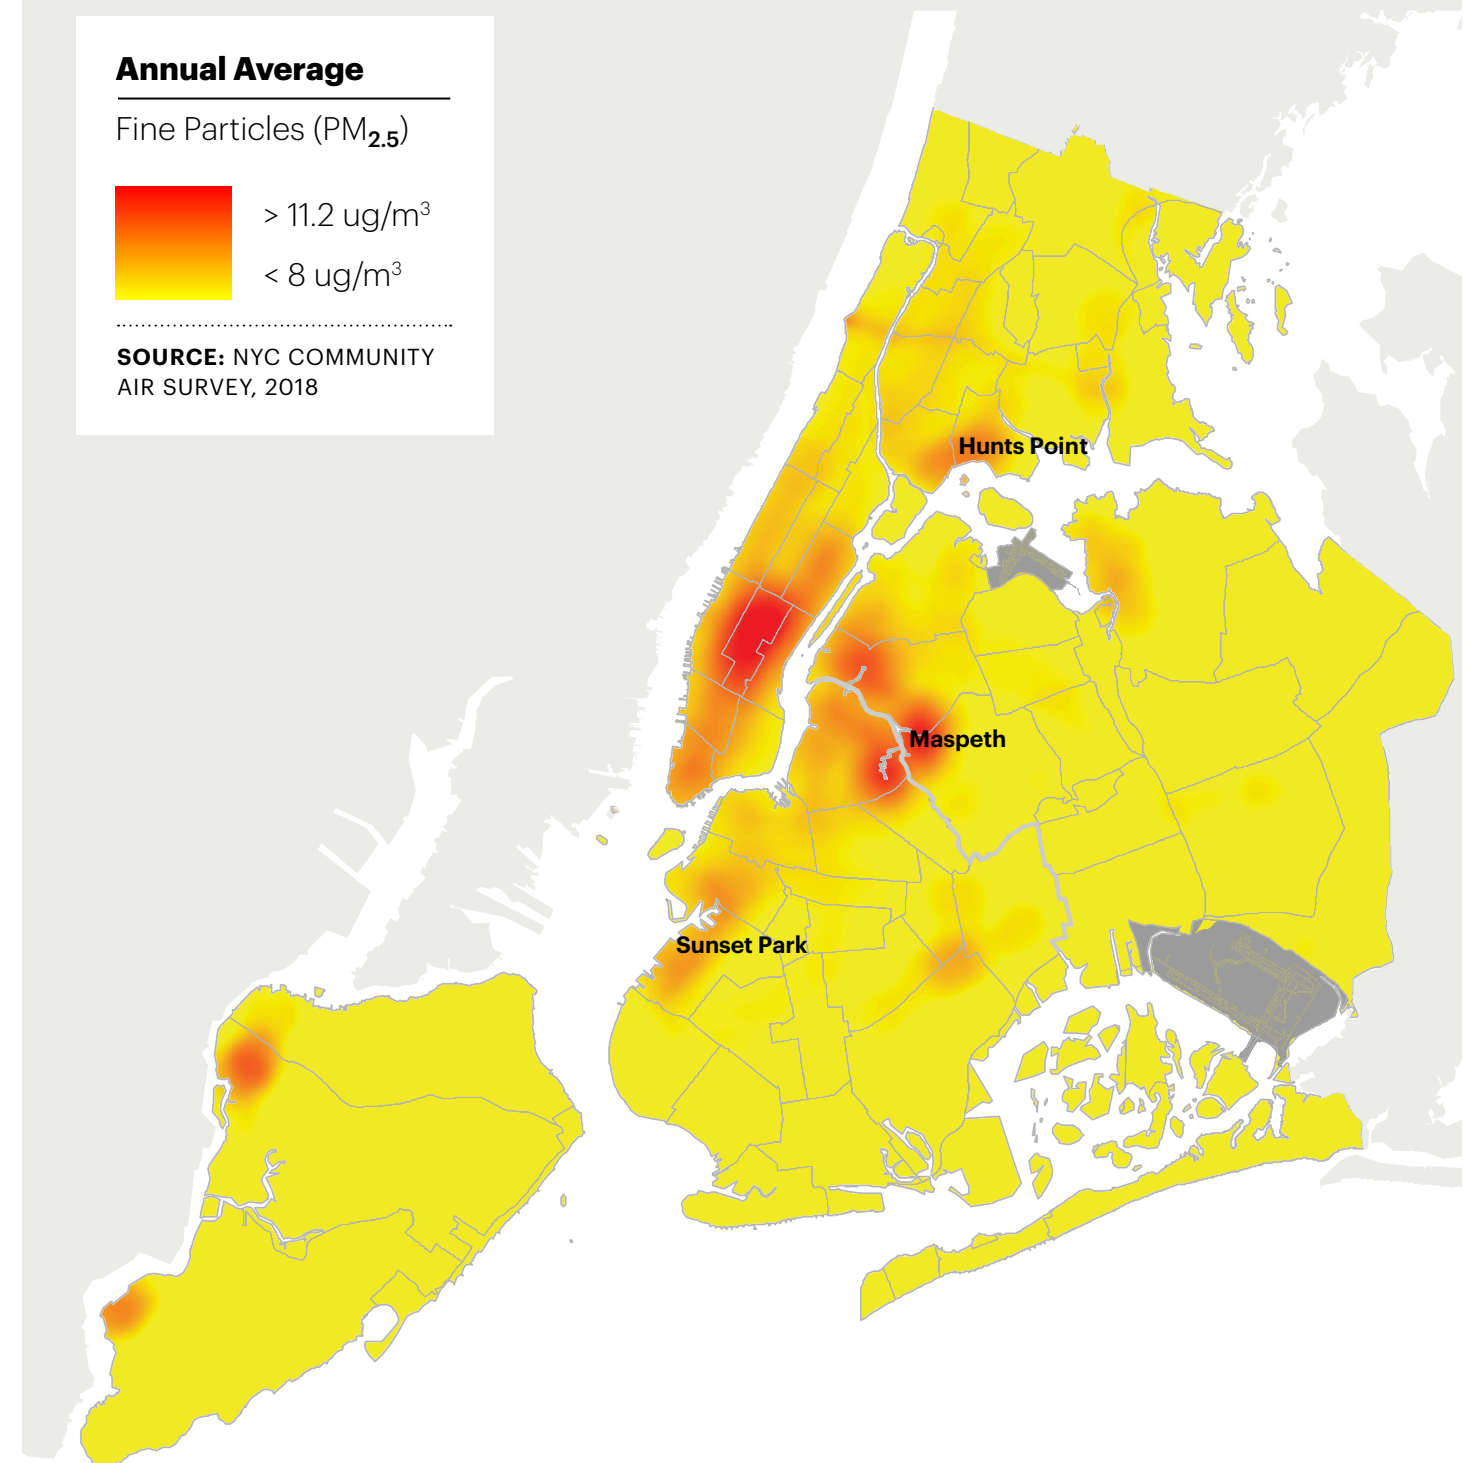 Annual Average
Fine Particles (PM2.5)
> 11.2 ug/m3
< 8 ug/m3
SOURCE: NYC COMMUNITY
AIR SURVEY, 2018
Hunts Point
Maspeth
Sunset Park